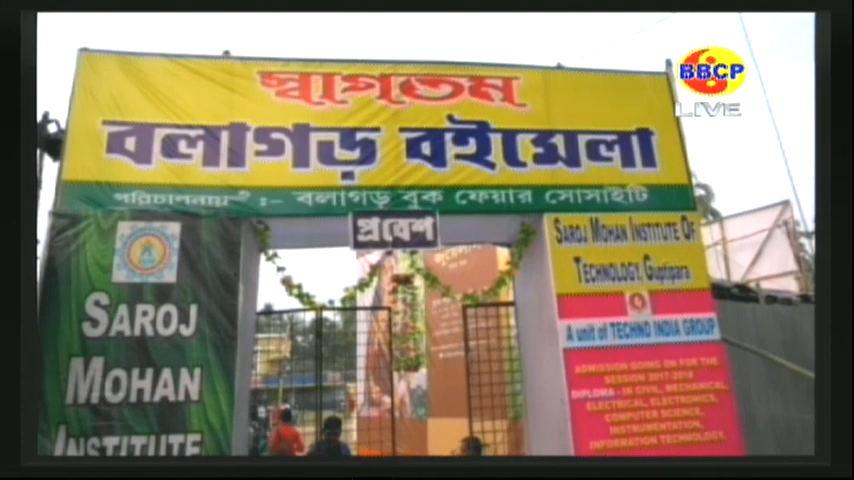 স্বাগতম
বলাগড় বইমেলা
পরিচালনায় :- বলাগড় বুক ফেয়ার সোসাইটি
প্রবেশ
SAROJ
MOHAN
INSTITUTE
SAROJ MOHAN INSTITUTE OF
TECHNOLOGY, Guptipara
A unit of TECHNO INDIA GROUP
ADMISSION GOING ON FOR THE
SESSION 2017-2018
DIPLOMA - IN CIVIL, MECHANICAL,
ELECTRICAL, ELECTRONICS,
COMPUTER SCIENCE,
INSTRUMENTATION,
INFORMATION TECHNOLOGY.
BBCP
LIVE